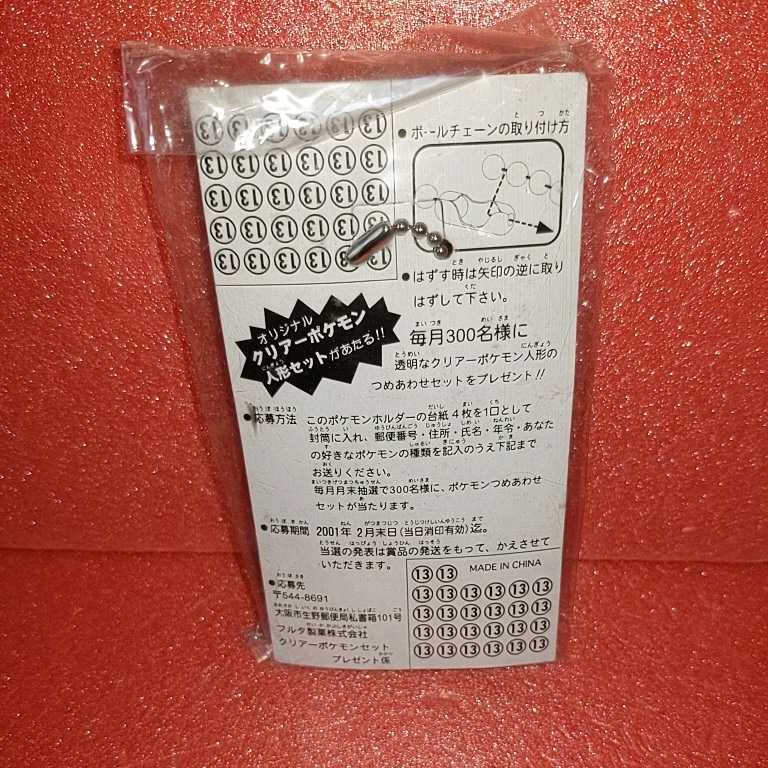 ⑬⑬⑬⑬⑬⑬
⑬⑬⑬⑬⑬⑬
⑬⑬⑬⑬⑬⑬
⑬⑬⑬⑬⑬⑬
⑬⑬⑬⑬⑬⑬
●ボールチェーンの取り付け方
●はずす時は矢印の逆に取り
はずして下さい。
オリジナル
クリアーポケモン
人形セットがあたる!!
毎月300名様に
透明なクリアーポケモン人形の
つめあわせセットをプレゼント!!
●応募方法 このポケモンホルダーの台紙4枚を1口として
封筒に入れ、郵便番号・住所・氏名・年令・あなた
の好きなポケモンの種類を記入のうえ下記まで
お送りください。
毎月月末抽選で300名様に、ポケモンつめあわせ
セットが当たります。
●応募期間 2001年 2月末日(当日消印有効)迄。
当選の発表は賞品の発送をもって、かえさせて
いただきます。
●応募先
〒544-8691
大阪市生野郵便局私書箱101号
フルタ製菓株式会社
クリアーポケモンセット
プレゼント係
⑬⑬ MADE IN CHINA
⑬⑬⑬⑬⑬⑬
⑬⑬⑬⑬⑬⑬
⑬⑬⑬⑬⑬⑬
⑬⑬⑬⑬⑬⑬